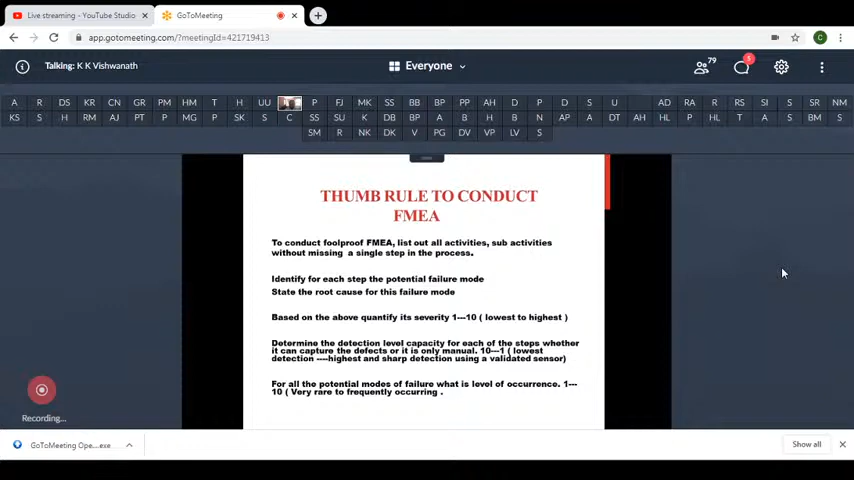 Live streaming - YouTube Studio
GoToMeeting
app.gotomeeting.com/?meetingId=421719413
C
Talking: K K Vishwanath
Everyone
79
5
A R DS KR CN GR PM HM T H UU P FJ MK SS BB BP PP AH D P D S U AD RA R RS SI S SR NM
KS S H RM AJ PT P MG P SK S C SS SU K DB BP A B H B N AP A DT AH HL P HL T A S BM S
SM R NK DK V PG DV VP LV S
THUMB RULE TO CONDUCT
FMEA
To conduct foolproof FMEA, list out all activities, sub activities
without missing a single step in the process.
Identify for each step the potential failure mode
State the root cause for this failure mode
Based on the above quantify its severity 1---10 ( lowest to highest )
Determine the detection level capacity for each of the steps whether
it can capture the defects or it is only manual. 10---1 ( lowest
detection ----highest and sharp detection using a validated sensor)
For all the potential modes of failure what is level of occurrence. 1---
10 ( Very rare to frequently occurring .
Recording...
GoToMeeting Ope....exe
Show all